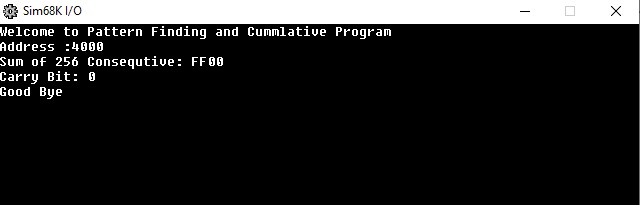 Sim68K I/O
Welcome to Pattern Finding and Cummlative Program
Address :4000
Sum of 256 Consequtive: FF00
Carry Bit: 0
Good Bye